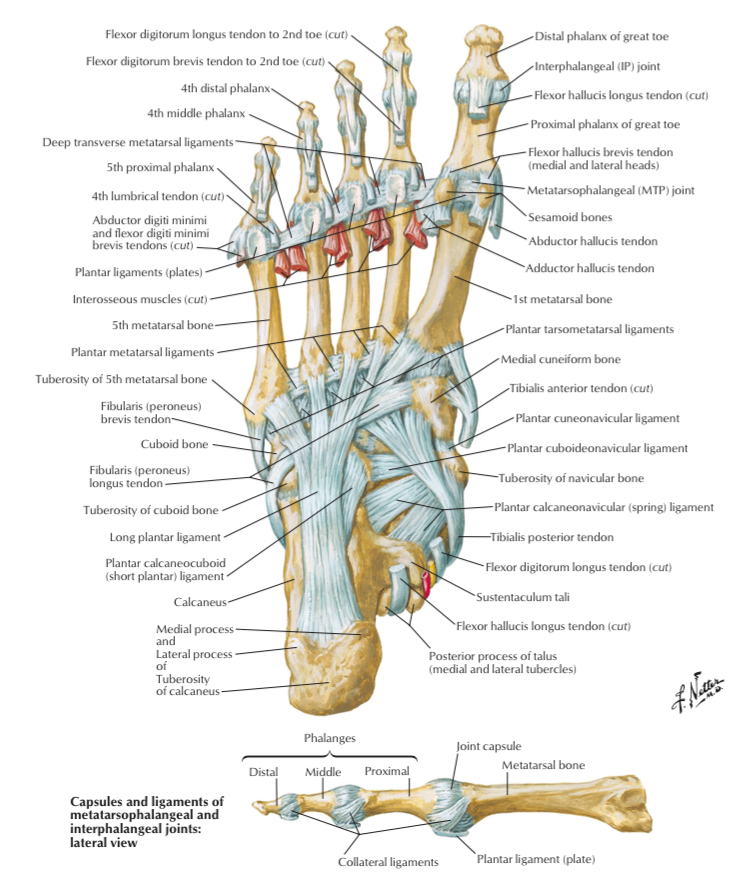 Flexor digitorum longus tendon to 2nd toe (cut)
Flexor digitorum brevis tendon to 2nd toe (cut)
4th distal phalanx
4th middle phalanx
Deep transverse metatarsal ligaments
5th proximal phalanx
4th lumbrical tendon (cut)
Abductor digiti minimi
and flexor digiti minimi
brevis tendons (cut)
Plantar ligaments (plates)
Interosseous muscles (cut)
5th metatarsal bone
Plantar metatarsal ligaments
Tuberosity of 5th metatarsal bone
Fibularis (peroneus)
brevis tendon
Cuboid bone
Fibularis (peroneus)
longus tendon
Tuberosity of cuboid bone
Long plantar ligament
Plantar calcaneocuboid
(short plantar) ligament
Calcaneus
Medial process
and
Lateral process
of
Tuberosity
of calcaneus
Distal phalanx of great toe
Interphalangeal (IP) joint
Flexor hallucis longus tendon (cut)
Proximal phalanx of great toe
Flexor hallucis brevis tendon
(medial and lateral heads)
Metatarsophalangeal (MTP) joint
Sesamoid bones
Abductor hallucis tendon
Adductor hallucis tendon
1st metatarsal bone
Plantar tarsometatarsal ligaments
Medial cuneiform bone
Tibialis anterior tendon (cut)
Plantar cuneonavicular ligament
Plantar cuboideonavicular ligament
Tuberosity of navicular bone
Plantar calcaneonavicular (spring) ligament
Tibialis posterior tendon
Flexor digitorum longus tendon (cut)
Sustentaculum tali
Flexor hallucis longus tendon (cut)
Posterior process of talus
(medial and lateral tubercles)
F. Netter
M.D.
Phalanges
Distal
Middle
Proximal
Joint capsule
Metatarsal bone
Capsules and ligaments of
metatarsophalangeal and
interphalangeal joints:
lateral view
Collateral ligaments
Plantar ligament (plate)